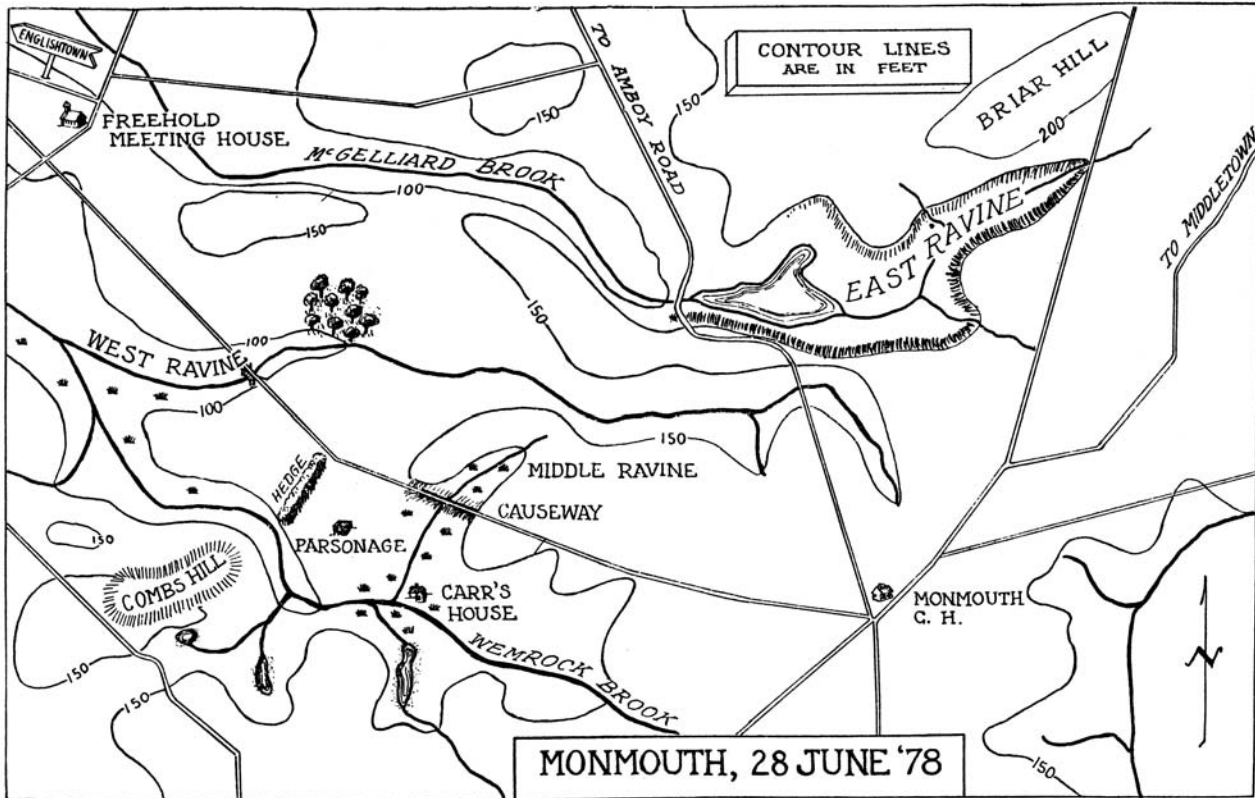 ENGLISHTOWN
FREEHOLD
MEETING HOUSE
McGELLIARD BROOK
TO AMBOY ROAD
CONTOUR LINES
ARE IN FEET
BRIAR HILL
200
150
150
100
150
EAST RAVINE
TO MIDDLETOWN
150
WEST RAVINE
100
100
150
HEDGE
MIDDLE RAVINE
CAUSEWAY
PARSONAGE
150
COMBS HILL
CARR'S
HOUSE
MONMOUTH
C. H.
150
WEMROCK BROOK
150
150
150
N
MONMOUTH, 28 JUNE '78